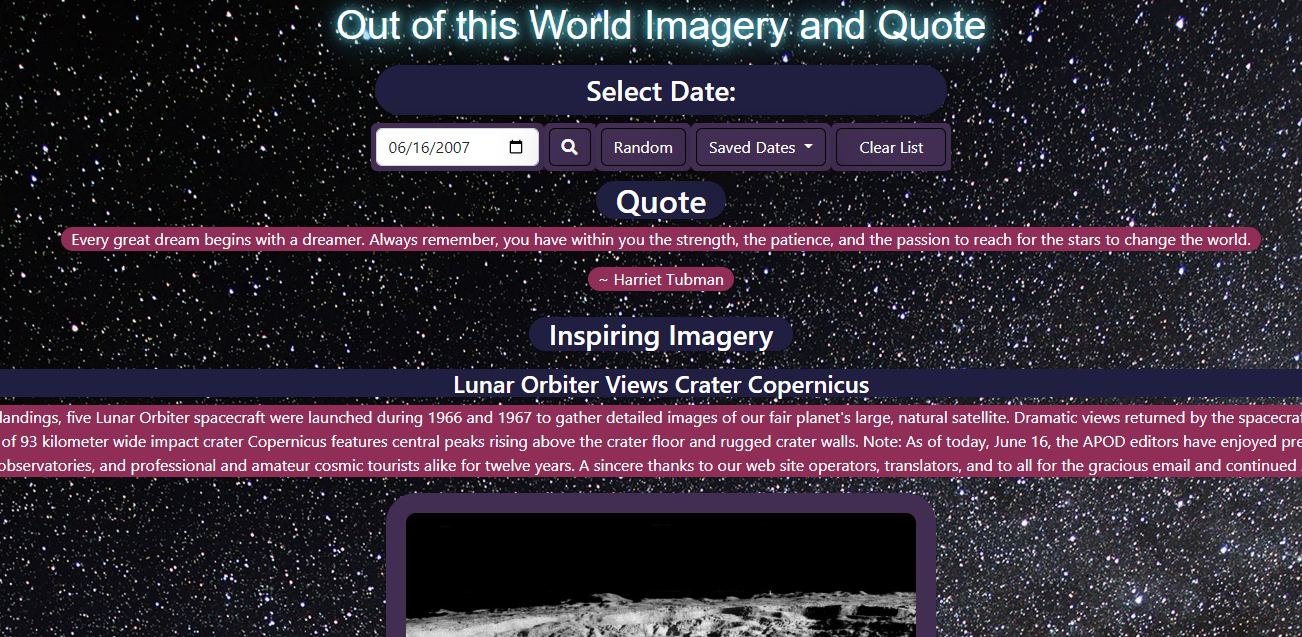 Out of this World Imagery and Quote
Select Date:
06/16/2007 Random Saved Dates Clear List
Quote
Every great dream begins with a dreamer. Always remember, you have within you the strength, the patience, and the passion to reach for the stars to change the world.
~ Harriet Tubman
Inspiring Imagery
Lunar Orbiter Views Crater Copernicus
landings, five Lunar Orbiter spacecraft were launched during 1966 and 1967 to gather detailed images of our fair planet's large, natural satellite. Dramatic views returned by the
of 93 kilometer wide impact crater Copernicus features central peaks rising above the crater floor and rugged crater walls. Note: As of today, June 16, the APOD editors have enjoyed
observatories, and professional and amateur cosmic tourists alike for twelve years. A sincere thanks to our web site operators, translators, and to all for the gracious email and continued